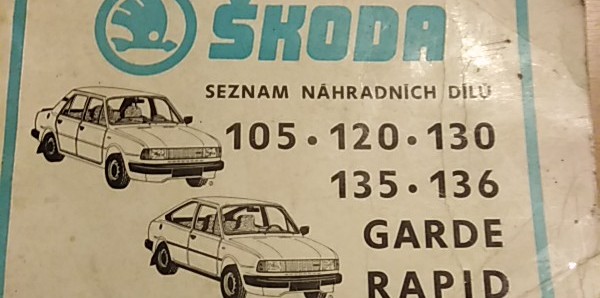 ŠKODA
SEZNAM NÁHRADNÍCH DÍLŮ
105 • 120 • 130
135 • 136
GARDE
RAPID